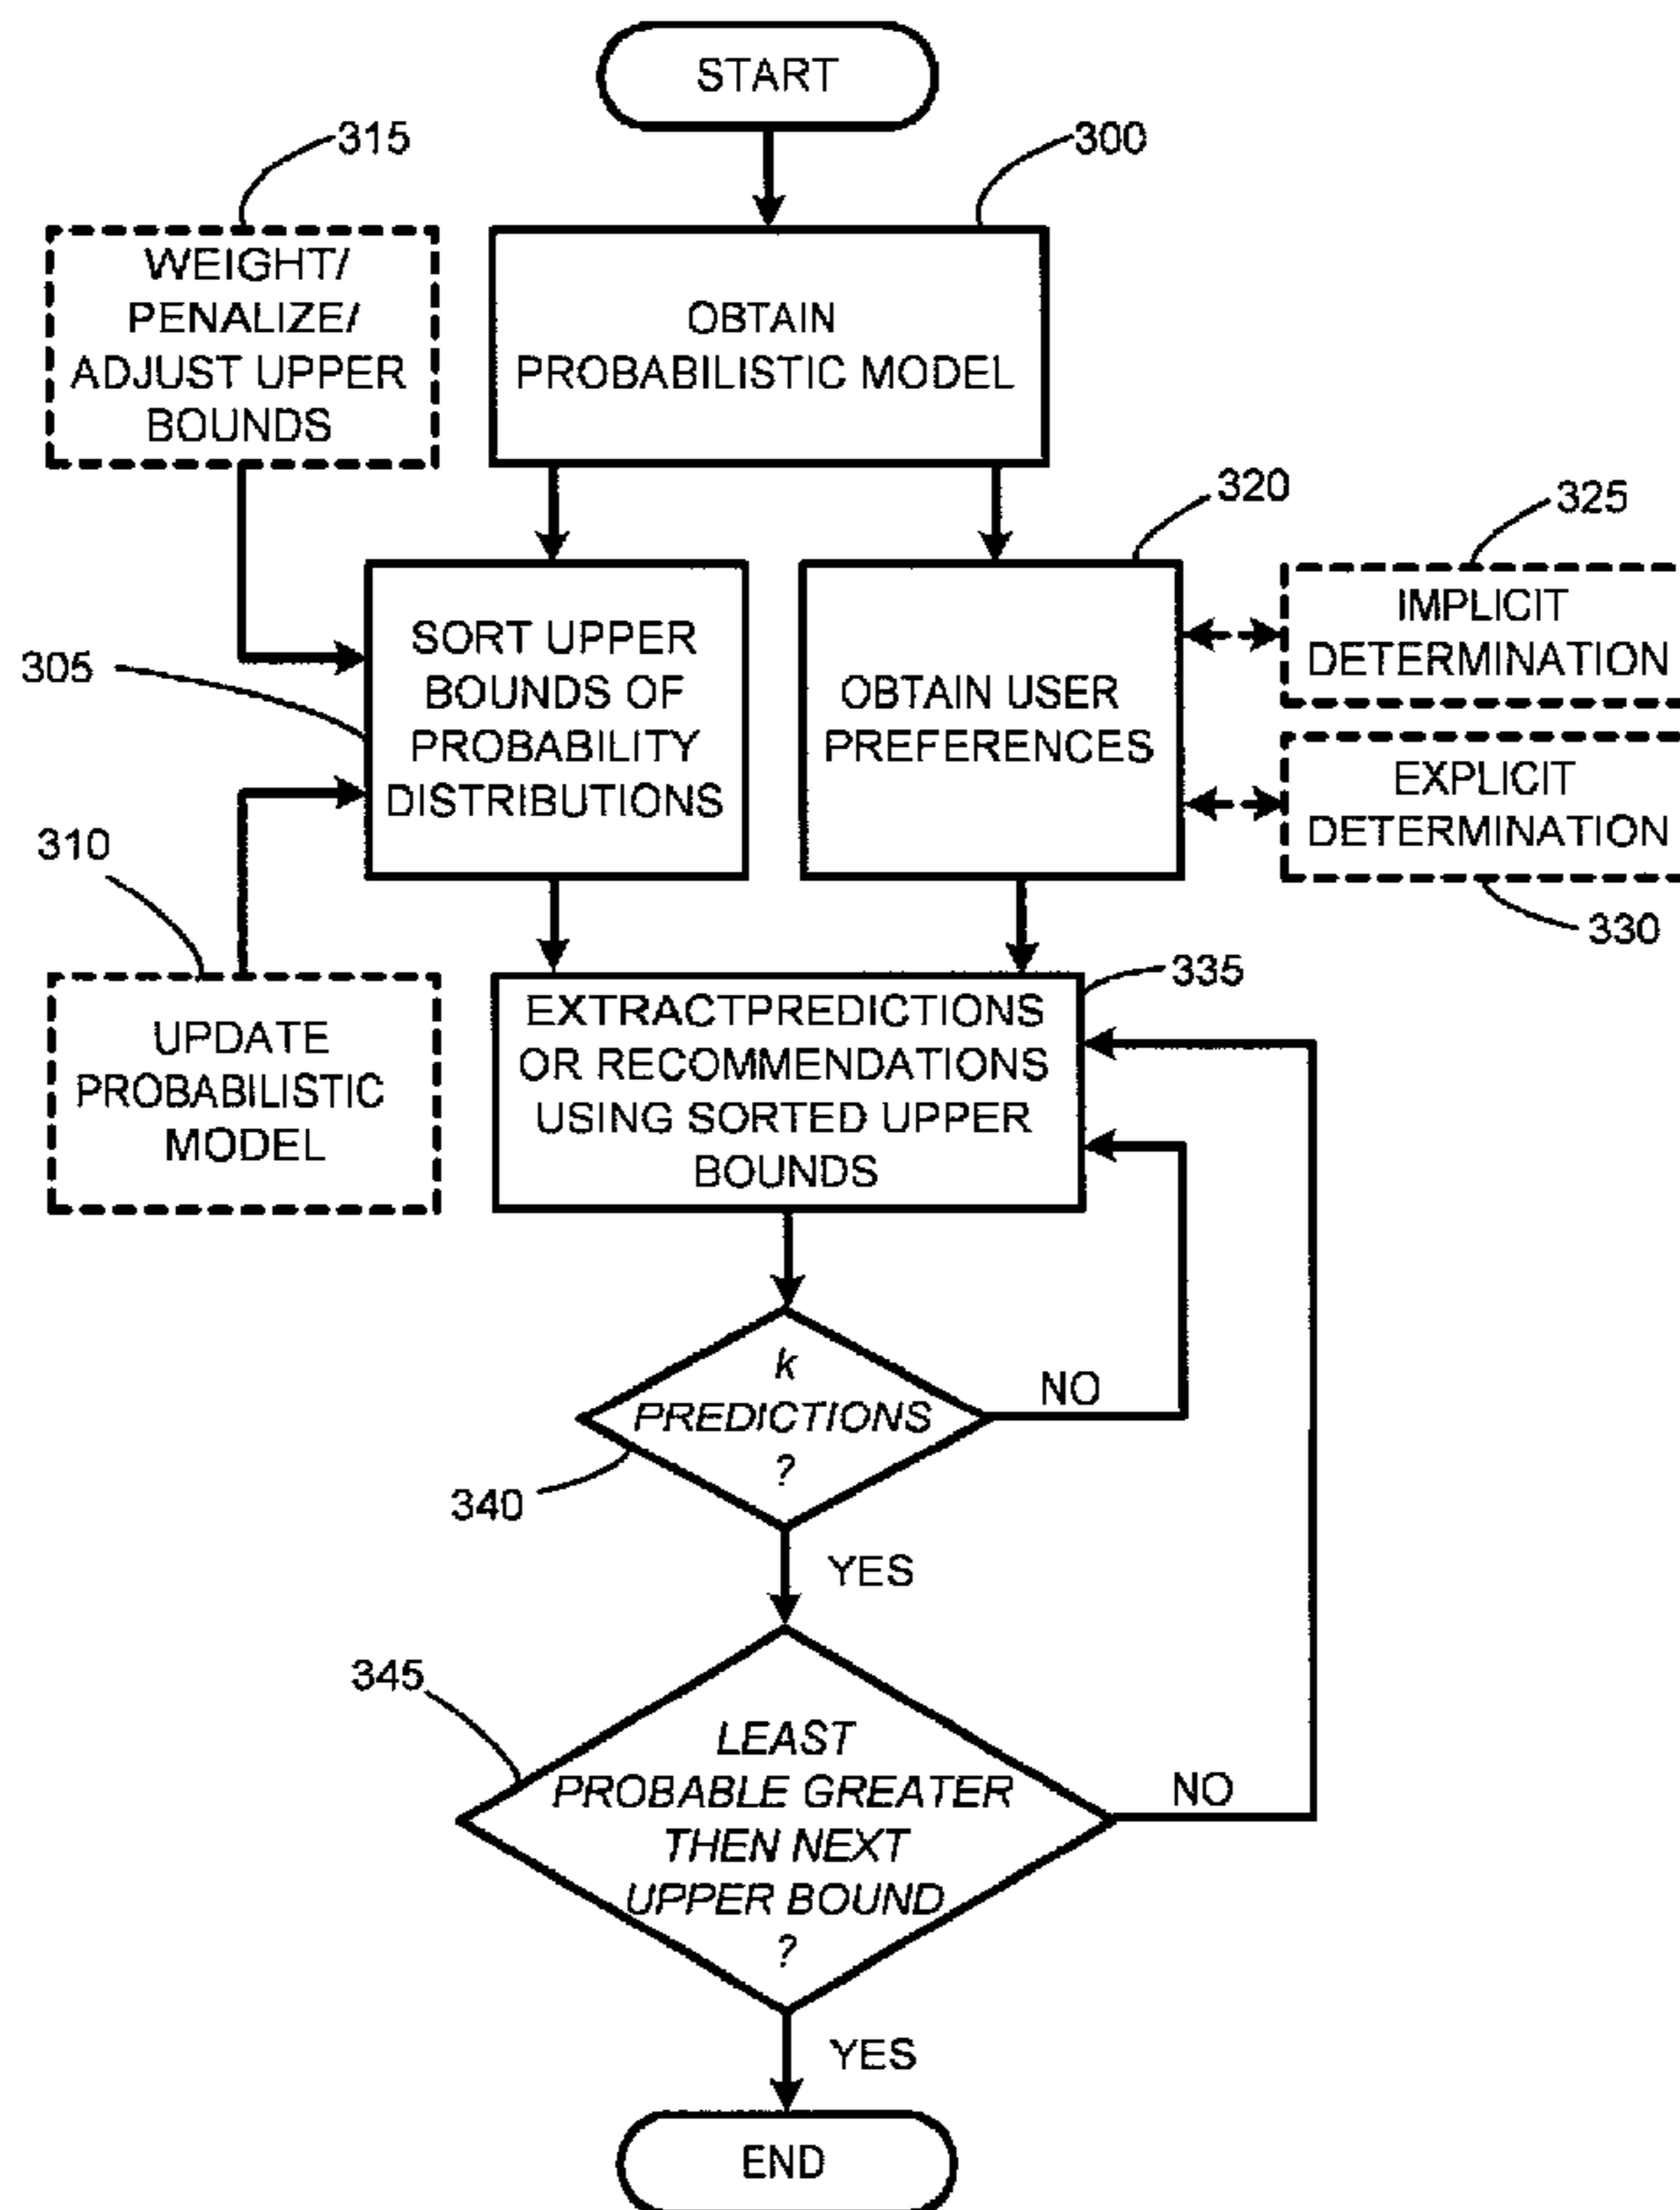 START
315
300
WEIGHT/
PENALIZE/
ADJUST UPPER
BOUNDS
OBTAIN
PROBABILISTIC MODEL
320
325
305
SORT UPPER
BOUNDS OF
PROBABILITY
DISTRIBUTIONS
OBTAIN USER
PREFERENCES
IMPLICIT
DETERMINATION
EXPLICIT
DETERMINATION
330
310
UPDATE
PROBABILISTIC
MODEL
335
EXTRACTPREDICTIONS
OR RECOMMENDATIONS
USING SORTED UPPER
BOUNDS
k
PREDICTIONS
?
NO
340
YES
345
LEAST
PROBABLE GREATER
THEN NEXT
UPPER BOUND
?
NO
YES
END